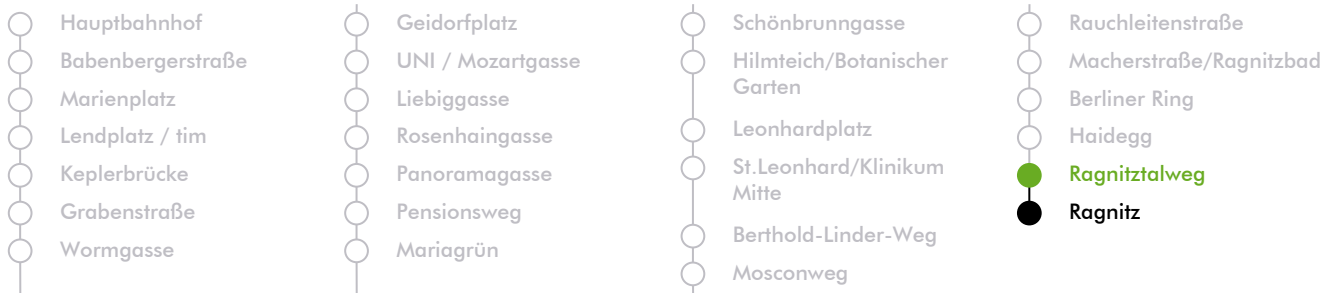 Hauptbahnhof
Babenbergerstraße
Marienplatz
Lendplatz / tim
Keplerbrücke
Grabenstraße
Wormgasse
Geidorfplatz
UNI / Mozartgasse
Liebiggasse
Rosenhaingasse
Panoramagasse
Pensionsweg
Mariagrün
Schönbrunngasse
Hilmteich/Botanischer
Garten
Leonhardplatz
St.Leonhard/Klinikum
Mitte
Berthold-Linder-Weg
Mosconweg
Rauchleitenstraße
Macherstraße/Ragnitzbad
Berliner Ring
Haidegg
Ragnitztalweg
Ragnitz